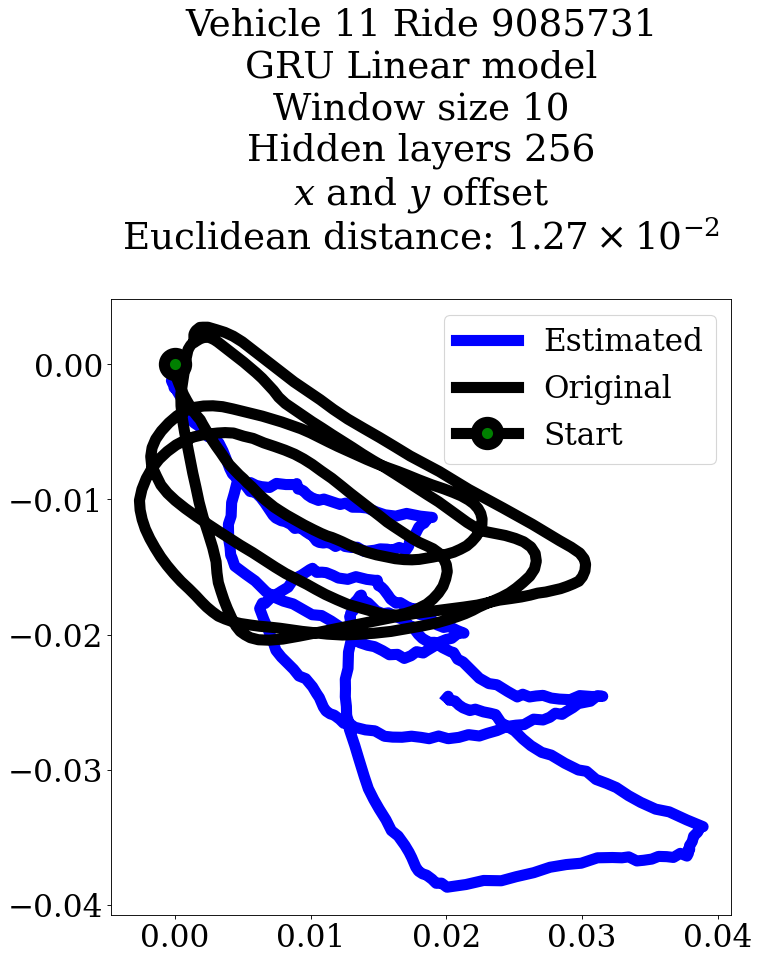 Vehicle 11 Ride 9085731
GRU Linear model
Window size 10
Hidden layers 256
x and y offset
Euclidean distance: 1.27 × 10⁻²
Estimated
Original
Start
0.00
−0.01
−0.02
−0.03
−0.04
0.00 0.01 0.02 0.03 0.04